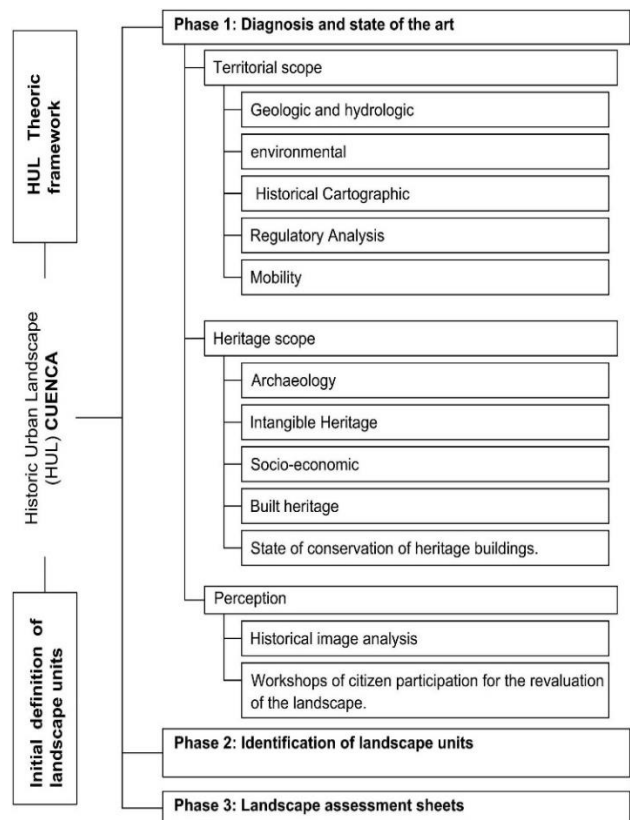 HUL Theoric
framework
Historic Urban Landscape
(HUL) CUENCA
Initial definition of
landscape units
Phase 1: Diagnosis and state of the art
Territorial scope
Geologic and hydrologic
environmental
Historical Cartographic
Regulatory Analysis
Mobility
Heritage scope
Archaeology
Intangible Heritage
Socio-economic
Built heritage
State of conservation of heritage buildings.
Perception
Historical image analysis
Workshops of citizen participation for the revaluation
of the landscape.
Phase 2: Identification of landscape units
Phase 3: Landscape assessment sheets